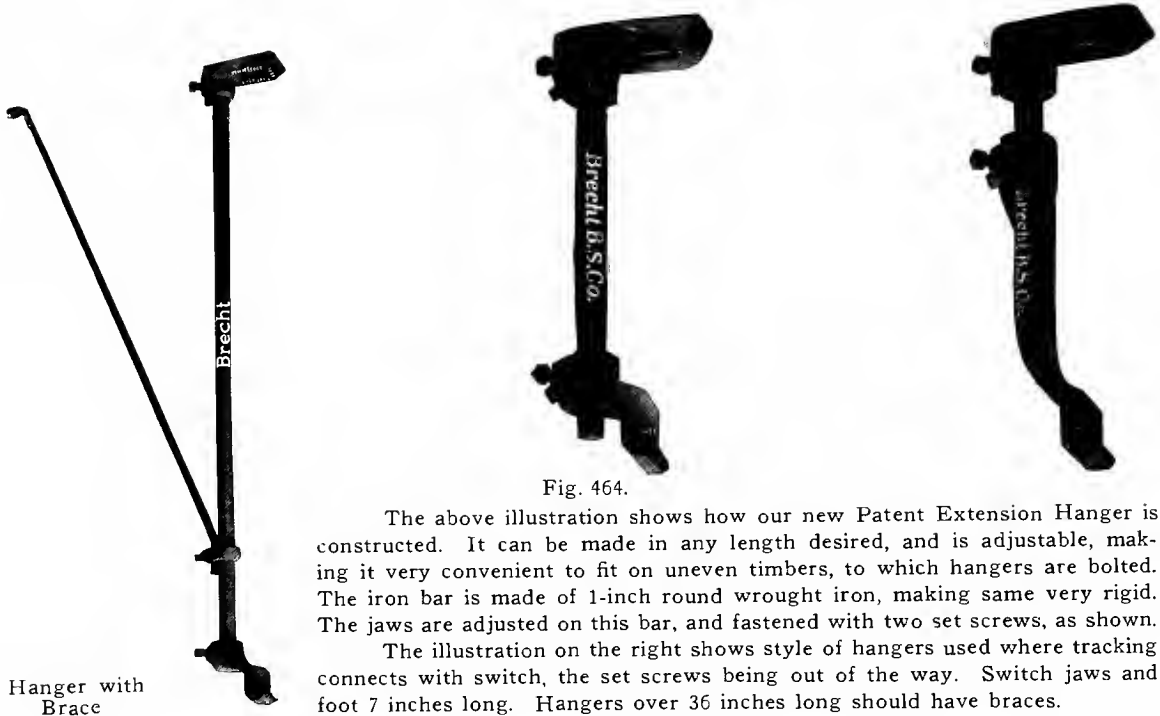 Brecht
Brecht B.S.Co.
Brecht B.S.Co.
Fig. 464.
The above illustration shows how our new Patent Extension Hanger is
constructed. It can be made in any length desired, and is adjustable, mak-
ing it very convenient to fit on uneven timbers, to which hangers are bolted.
The iron bar is made of 1-inch round wrought iron, making same very rigid.
The jaws are adjusted on this bar, and fastened with two set screws, as shown.
The illustration on the right shows style of hangers used where tracking
connects with switch, the set screws being out of the way. Switch jaws and
foot 7 inches long. Hangers over 36 inches long should have braces.
Hanger with
Brace